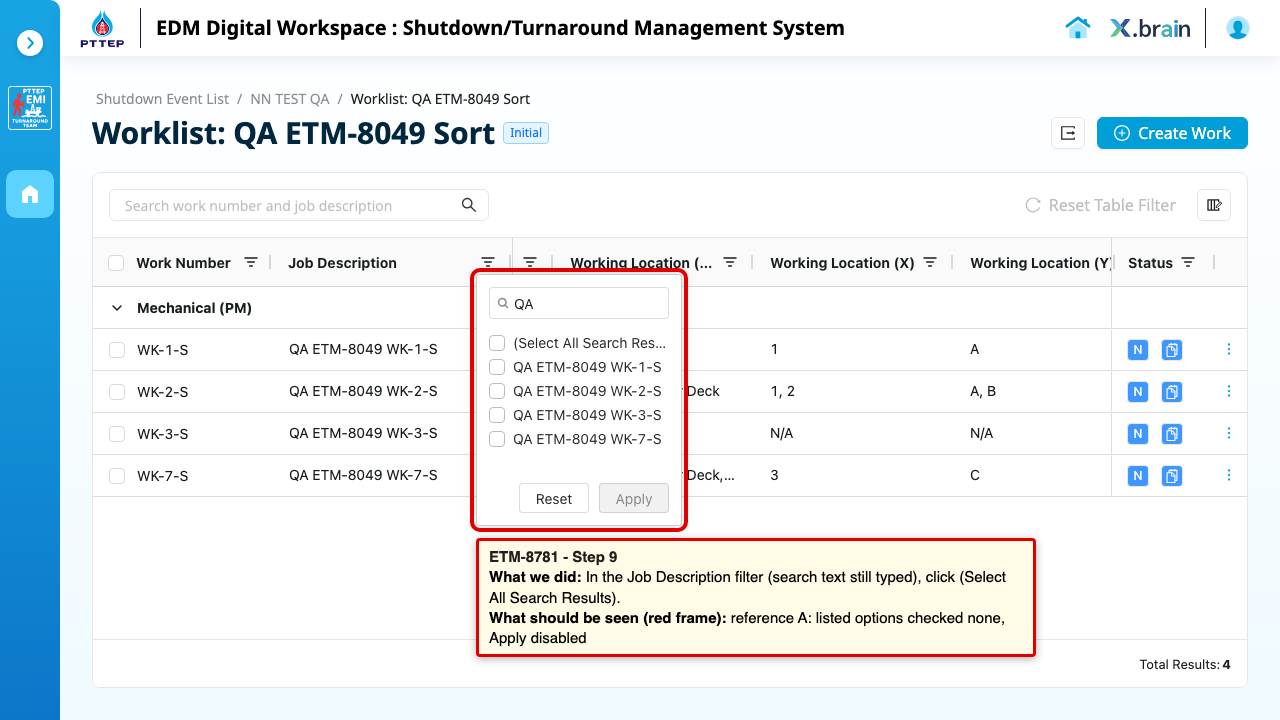 PTTEP
EDM Digital Workspace : Shutdown/Turnaround Management System
X.brain
PTTEP
EMI
TURNAROUND
TEAM
Shutdown Event List / NN TEST QA / Worklist: QA ETM-8049 Sort
Worklist: QA ETM-8049 Sort
Initial
Create Work
Search work number and job description
Reset Table Filter
Work Number
Job Description
Working Location (...
Working Location (X)
Working Location (Y)
Status
Mechanical (PM)
WK-1-S
QA ETM-8049 WK-1-S
1
A
N
WK-2-S
QA ETM-8049 WK-2-S
Deck
1, 2
A, B
N
WK-3-S
QA ETM-8049 WK-3-S
N/A
N/A
N
WK-7-S
QA ETM-8049 WK-7-S
Deck,...
3
C
N
QA
(Select All Search Res...
QA ETM-8049 WK-1-S
QA ETM-8049 WK-2-S
QA ETM-8049 WK-3-S
QA ETM-8049 WK-7-S
Reset
Apply
ETM-8781 - Step 9
What we did: In the Job Description filter (search text still typed), click (Select
All Search Results).
What should be seen (red frame): reference A: listed options checked none,
Apply disabled
Total Results: 4